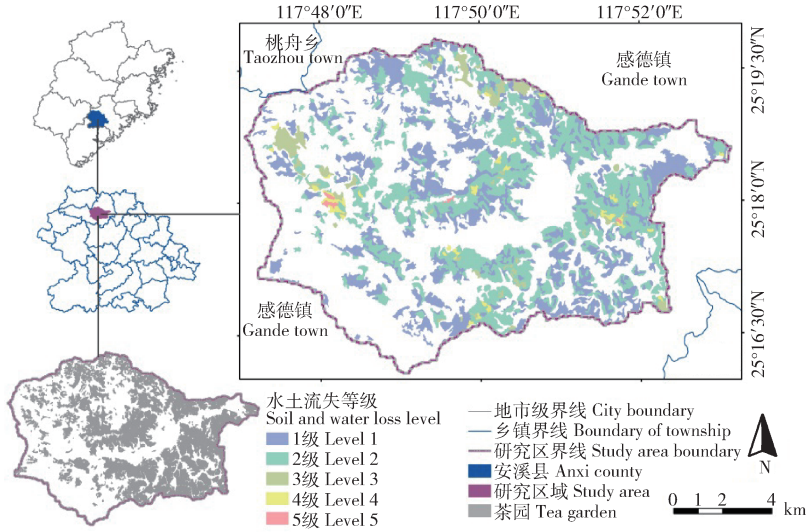 117°48′0″E 117°50′0″E 117°52′0″E
桃舟乡
Taozhou town
感德镇
Gande town
25°19′30″N
25°18′0″N
25°16′30″N
感德镇
Gande town
水土流失等级
Soil and water loss level
1级 Level 1
2级 Level 2
3级 Level 3
4级 Level 4
5级 Level 5
地市级界线 City boundary
乡镇界线 Boundary of township
研究区界线 Study area boundary
安溪县 Anxi county
研究区域 Study area
茶园 Tea garden
N
0 1 2 4
km